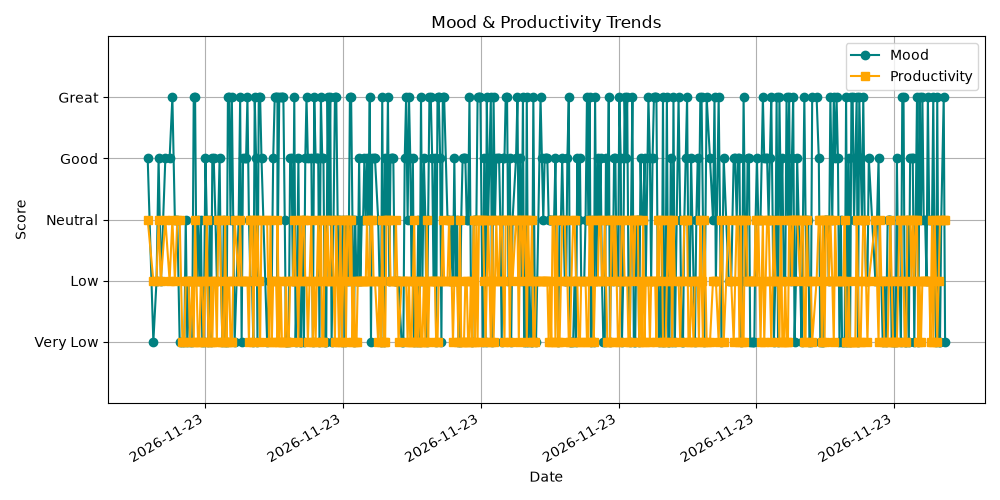 Mood & Productivity Trends
Mood
Productivity
Great
Good
Neutral
Low
Very Low
Score
2026-11-23
2026-11-23
2026-11-23
2026-11-23
2026-11-23
2026-11-23
Date